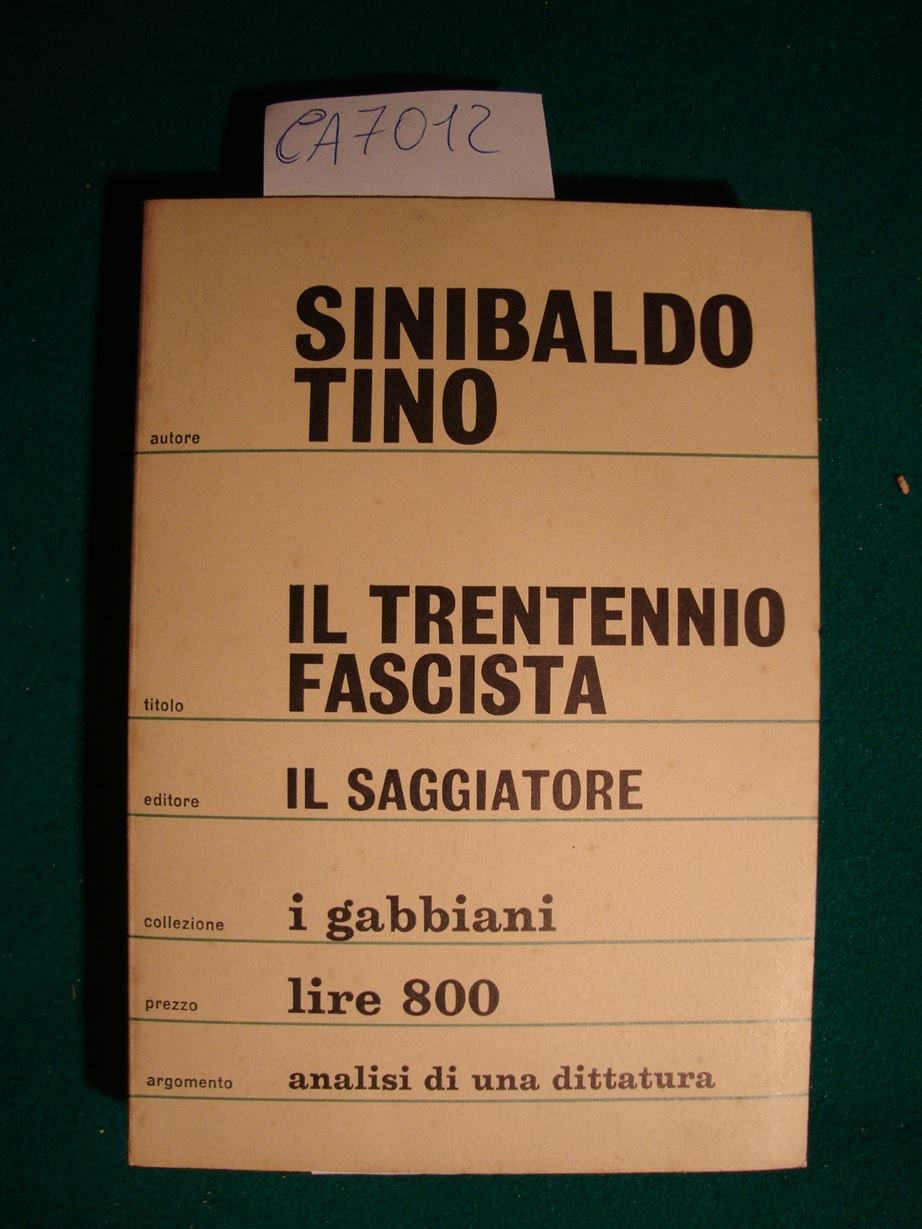 CA7012
SINIBALDO
TINO
autore
IL TRENTENNIO
FASCISTA
titolo
editore IL SAGGIATORE
collezione i gabbiani
prezzo lire 800
argomento analisi di una dittatura